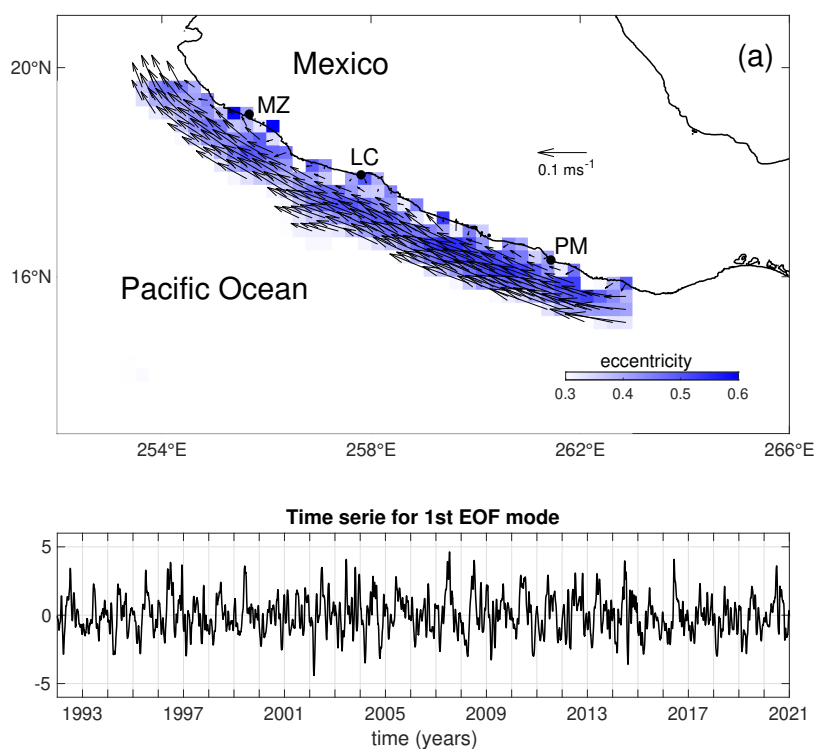 (a)
Mexico
20°N
MZ
LC
0.1 ms⁻¹
PM
16°N
Pacific Ocean
eccentricity
0.3 0.4 0.5 0.6
254°E 258°E 262°E 266°E
Time serie for 1st EOF mode
5
0
-5
1993 1997 2001 2005 2009 2013 2017 2021
time (years)